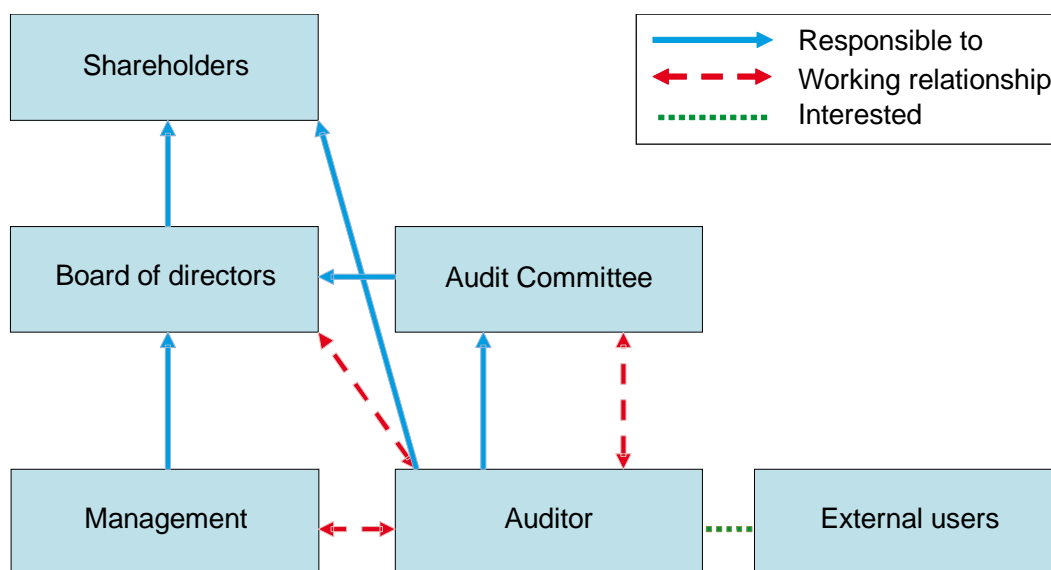 Shareholders
Responsible to
Working relationship
Interested
Board of directors
Audit Committee
Management
Auditor
External users